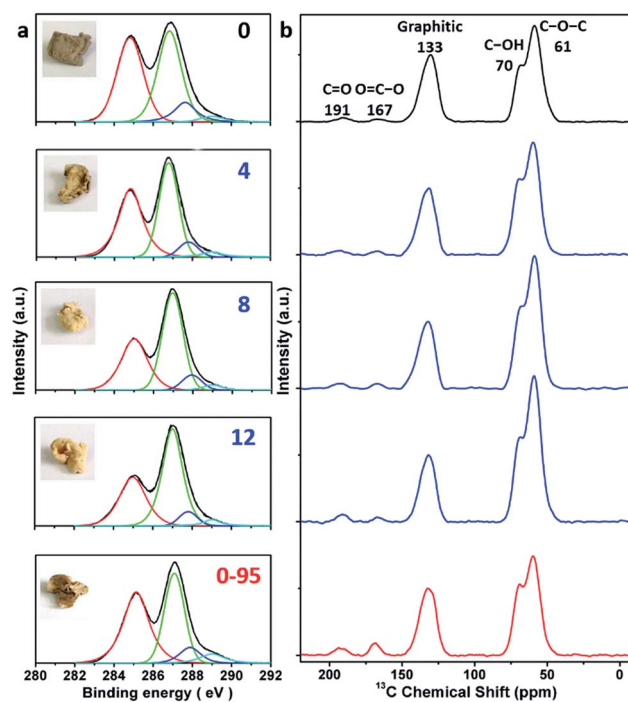 a
0
4
8
12
0-95
Intensity (a.u.)
280 282 284 286 288 290 292
Binding energy ( eV )
b
Graphitic
133
C–O–C
61
C–OH
70
C=O O=C–O
191 167
Intensity (a.u.)
200 150 100 50 0
¹³C Chemical Shift (ppm)